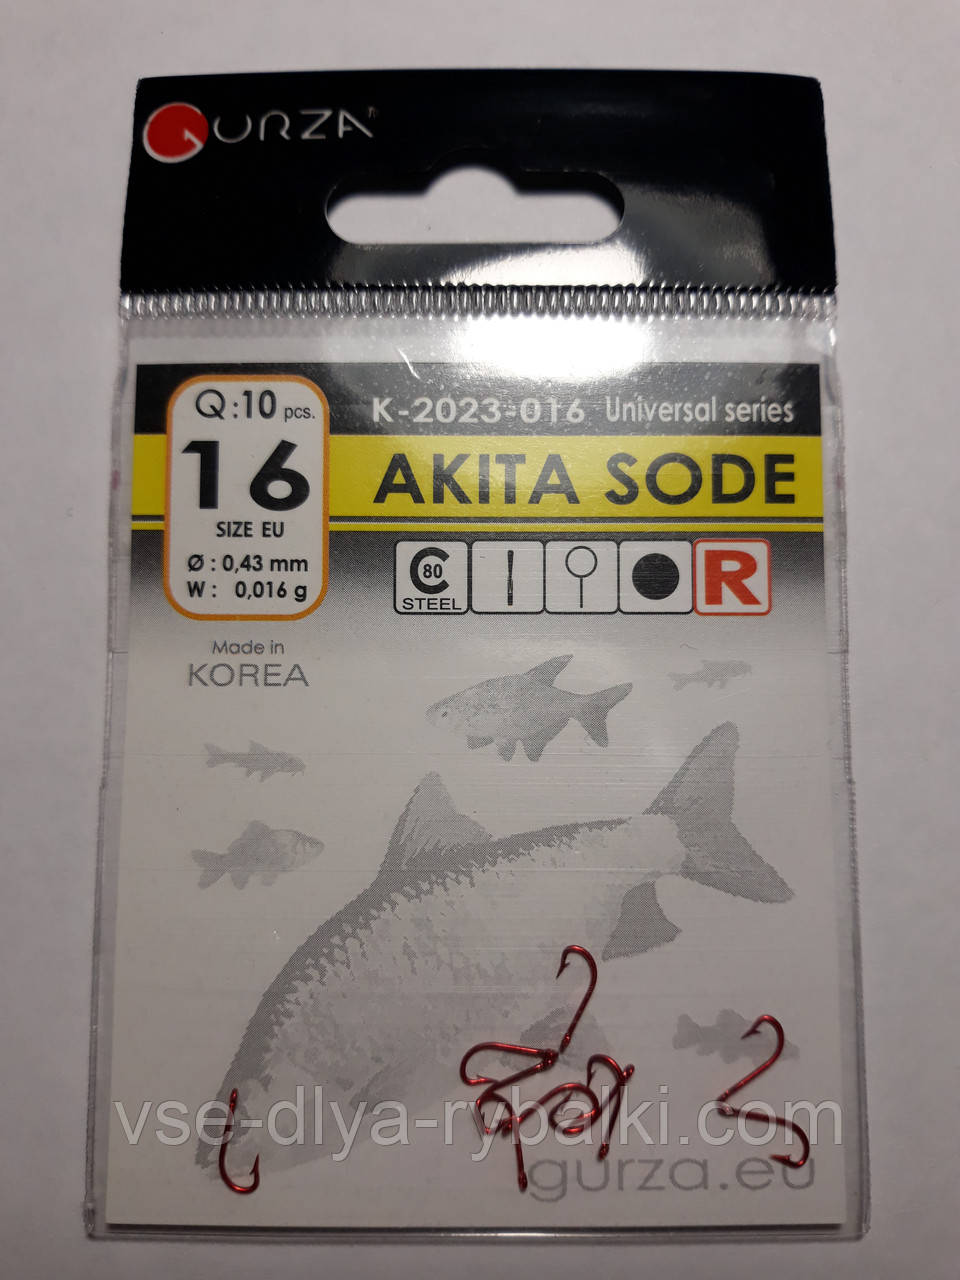 GURZA
Q:10 pcs.
16
SIZE EU
Ø : 0,43 mm
W : 0,016 g
K-2023-016 Universal series
AKITA SODE
C 80
STEEL
R
Made in
KOREA
vse-dlya-rybalki.com.ua
gurza.eu